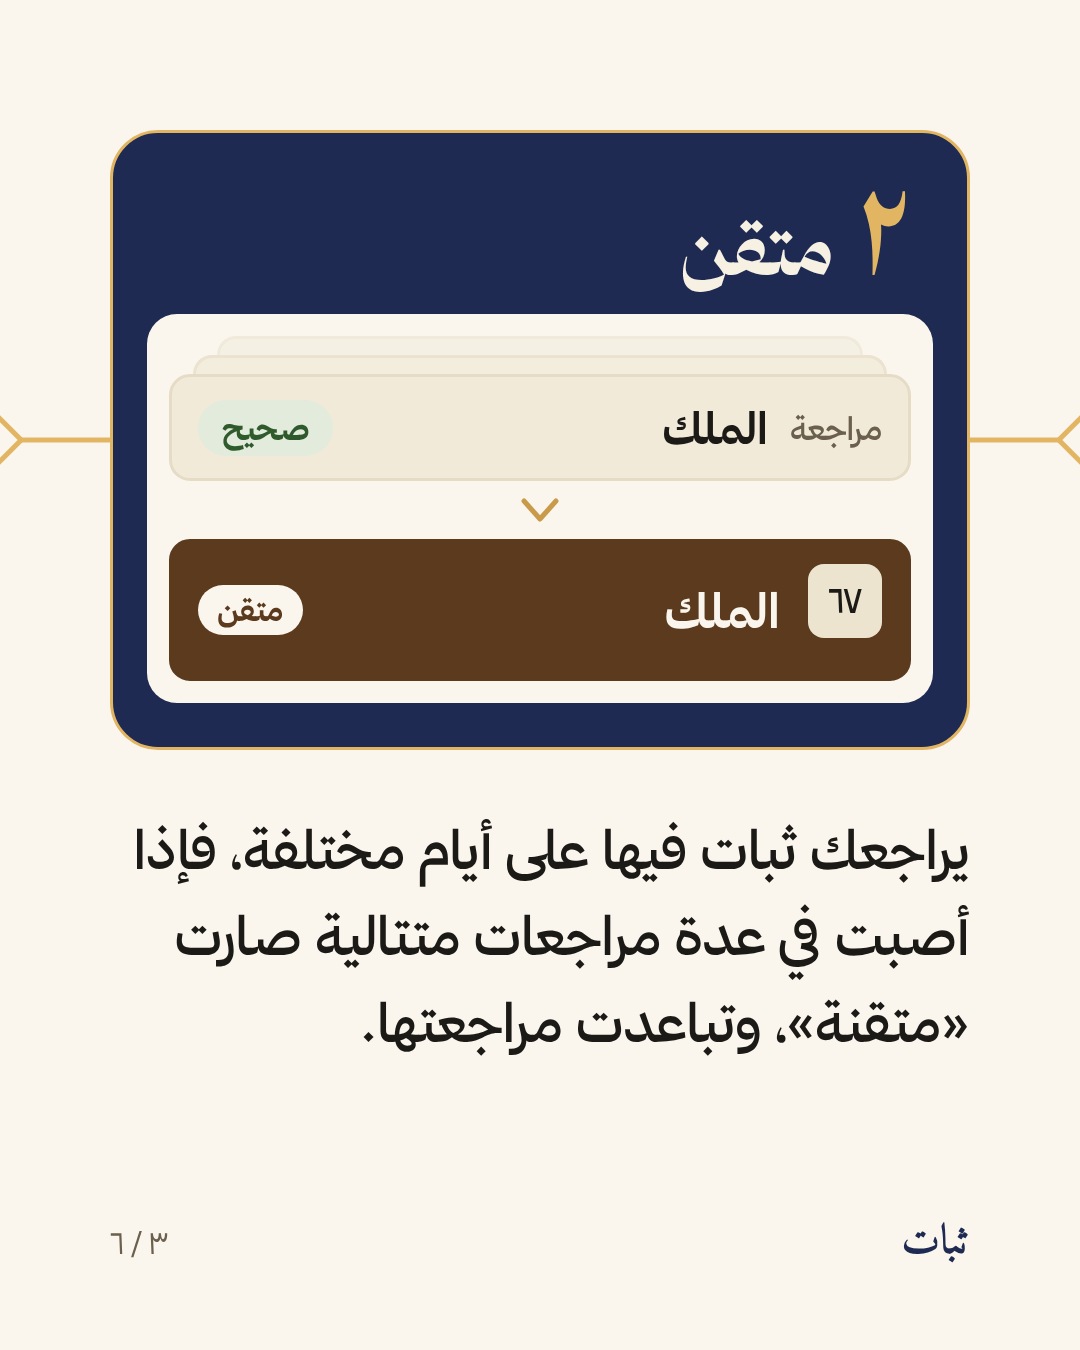 ٢ متقن
مراجعة الملك صحيح
٦٧ الملك متقن
يراجعك ثبات فيها على أيام مختلفة، فإذا
أصبت في عدة مراجعات متتالية صارت
«متقنة»، وتباعدت مراجعتها.
ثبات
٣ / ٦